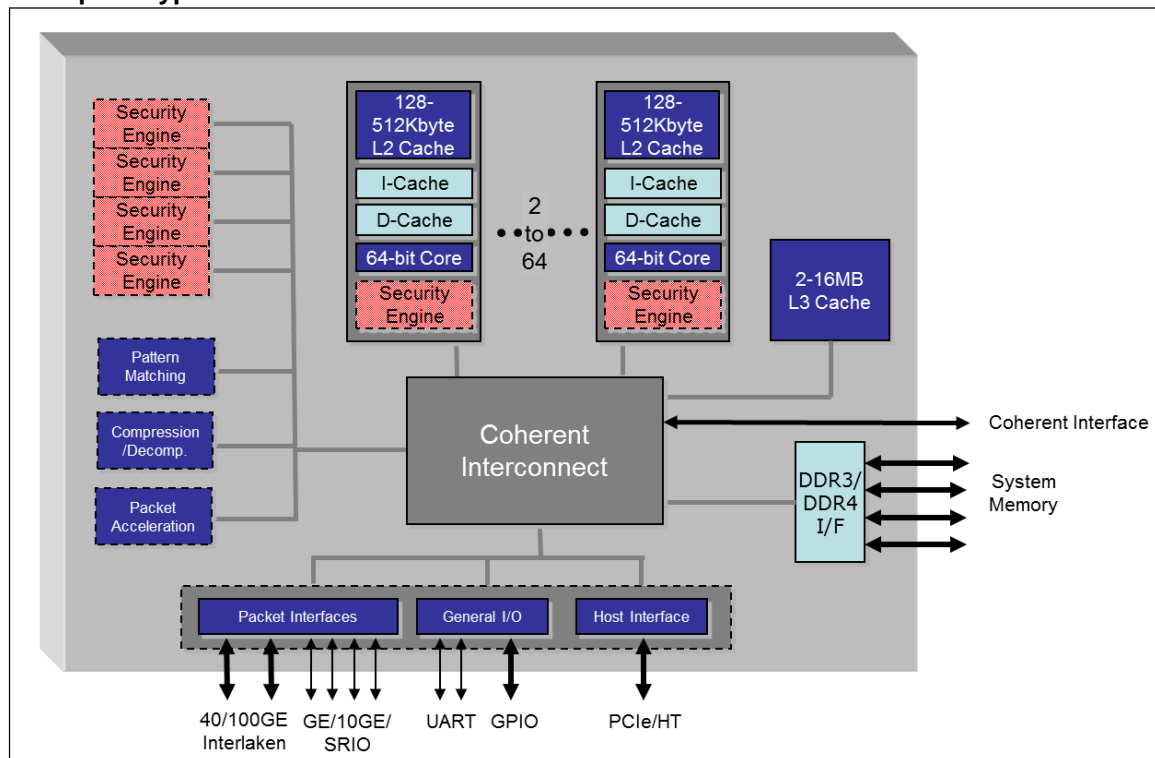 Security
Engine
Security
Engine
Security
Engine
Security
Engine
Pattern
Matching
Compression
/Decomp.
Packet
Acceleration
128-
512Kbyte
L2 Cache
I-Cache
D-Cache
64-bit Core
Security
Engine
2
to
64
128-
512Kbyte
L2 Cache
I-Cache
D-Cache
64-bit Core
Security
Engine
2-16MB
L3 Cache
Coherent
Interconnect
Coherent Interface
DDR3/
DDR4
I/F
System
Memory
Packet Interfaces
General I/O
Host Interface
40/100GE
Interlaken
GE/10GE/
SRIO
UART
GPIO
PCIe/HT